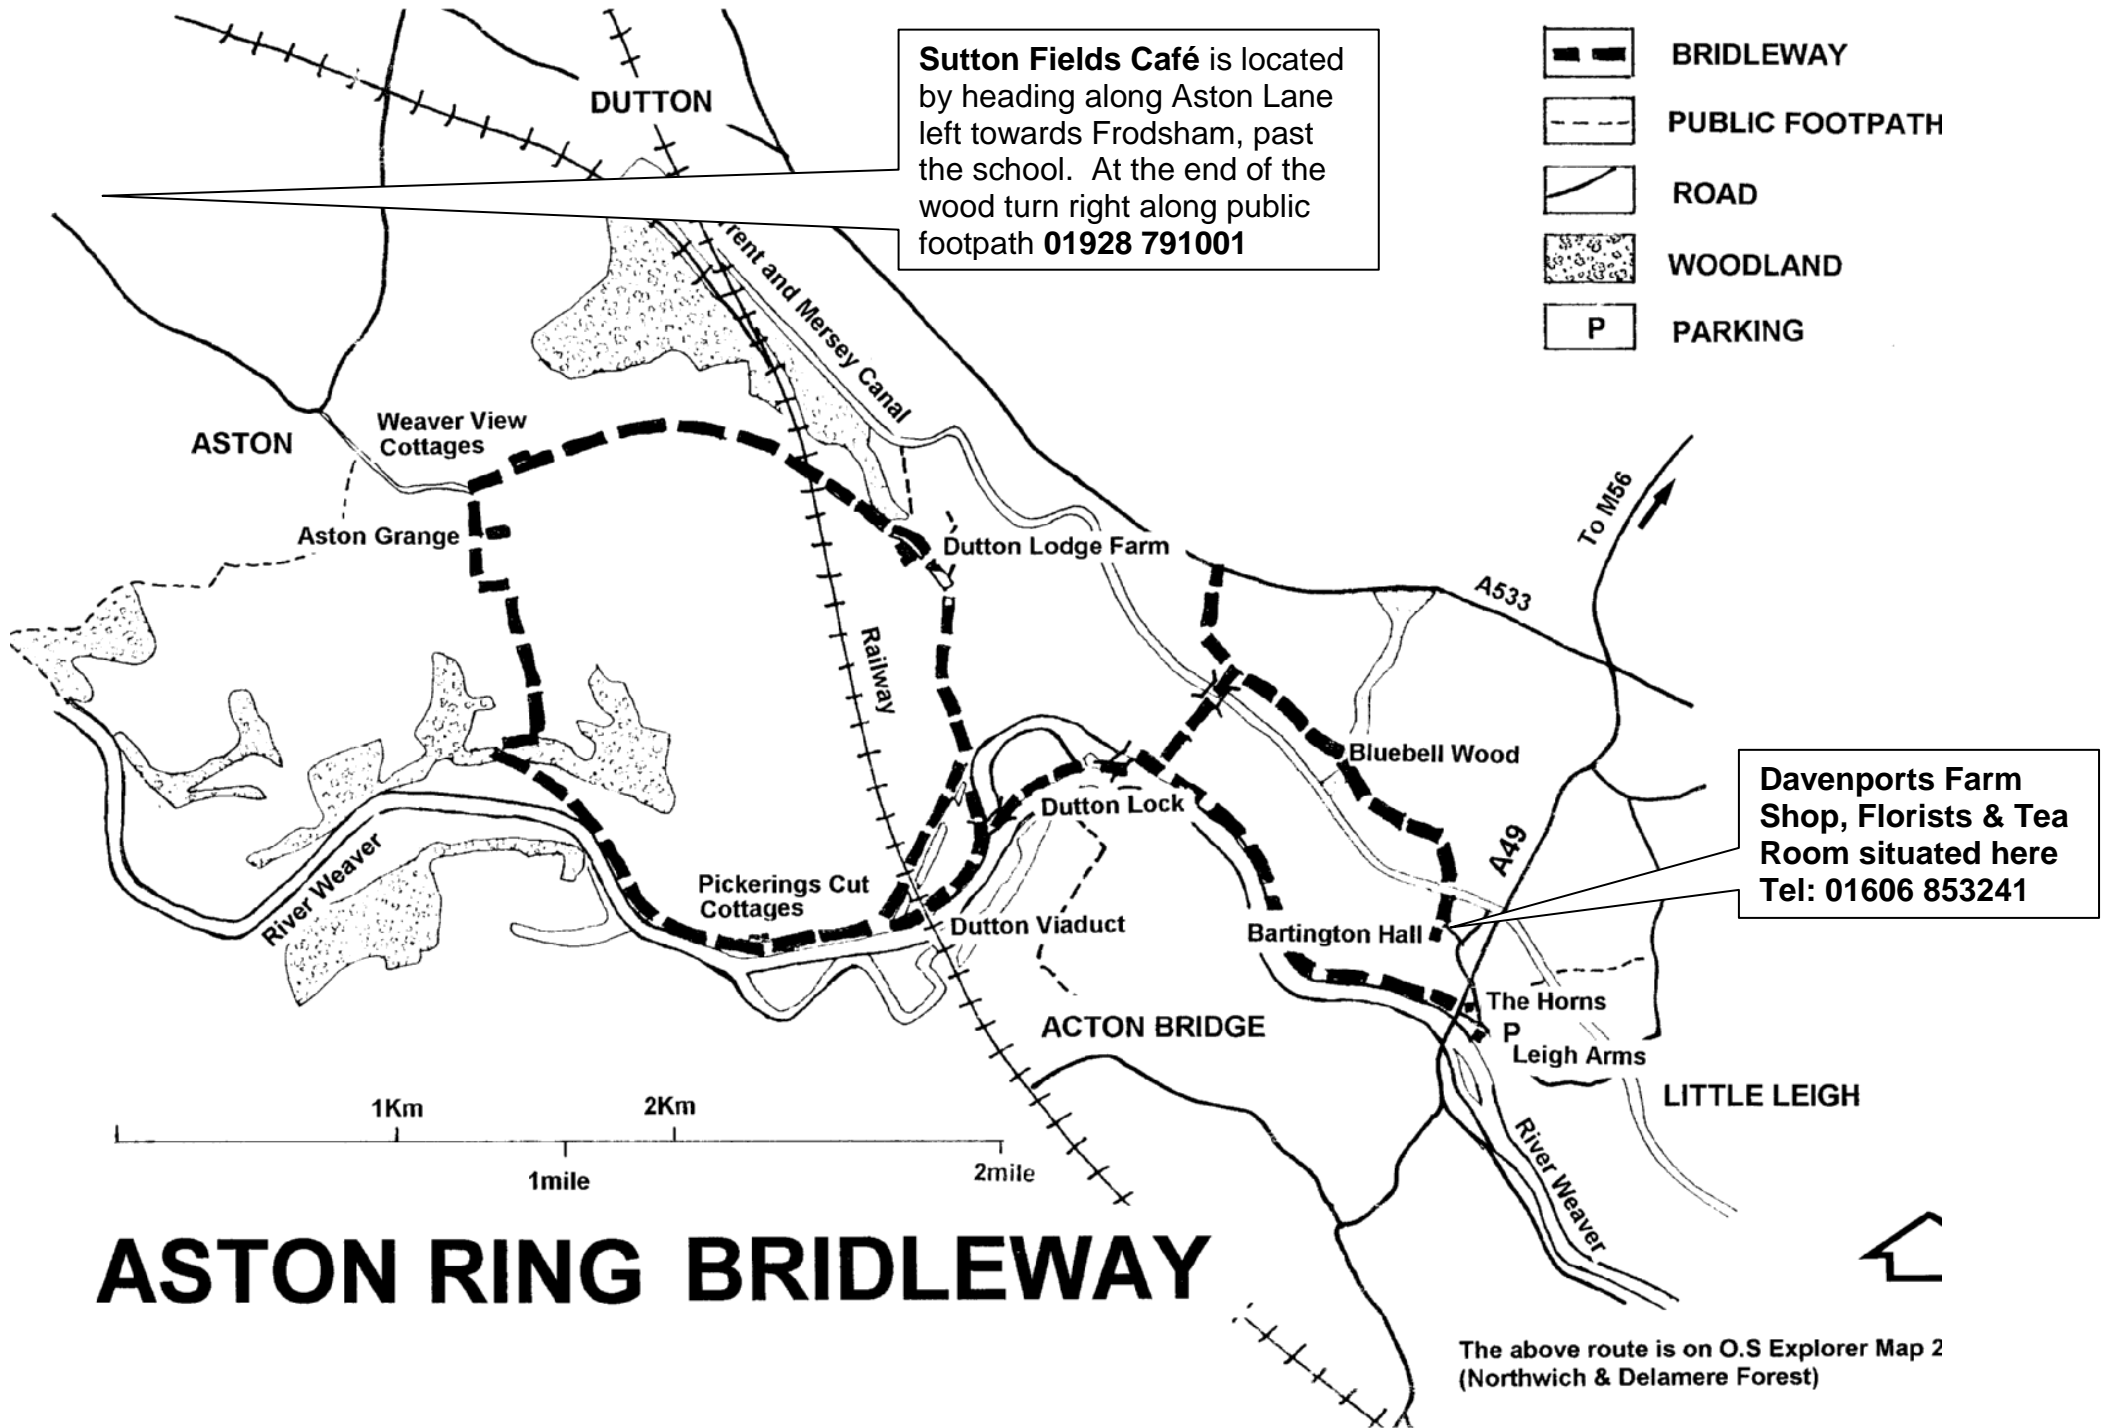 Sutton Fields Café is located
by heading along Aston Lane
left towards Frodsham, past
the school. At the end of the
wood turn right along public
footpath 01928 791001
BRIDLEWAY
PUBLIC FOOTPATH
ROAD
WOODLAND
P
PARKING
DUTTON
rent and Mersey Canal
Weaver View
Cottages
ASTON
Aston Grange
Dutton Lodge Farm
To M56
A533
Railway
Bluebell Wood
Dutton Lock
A49
Davenports Farm
Shop, Florists & Tea
Room situated here
Tel: 01606 853241
River Weaver
Pickerings Cut
Cottages
Dutton Viaduct
Bartington Hall
The Horns
P
Leigh Arms
ACTON BRIDGE
LITTLE LEIGH
River Weaver
1Km
2Km
1mile
2mile
ASTON RING BRIDLEWAY
The above route is on O.S Explorer Map 2
(Northwich & Delamere Forest)